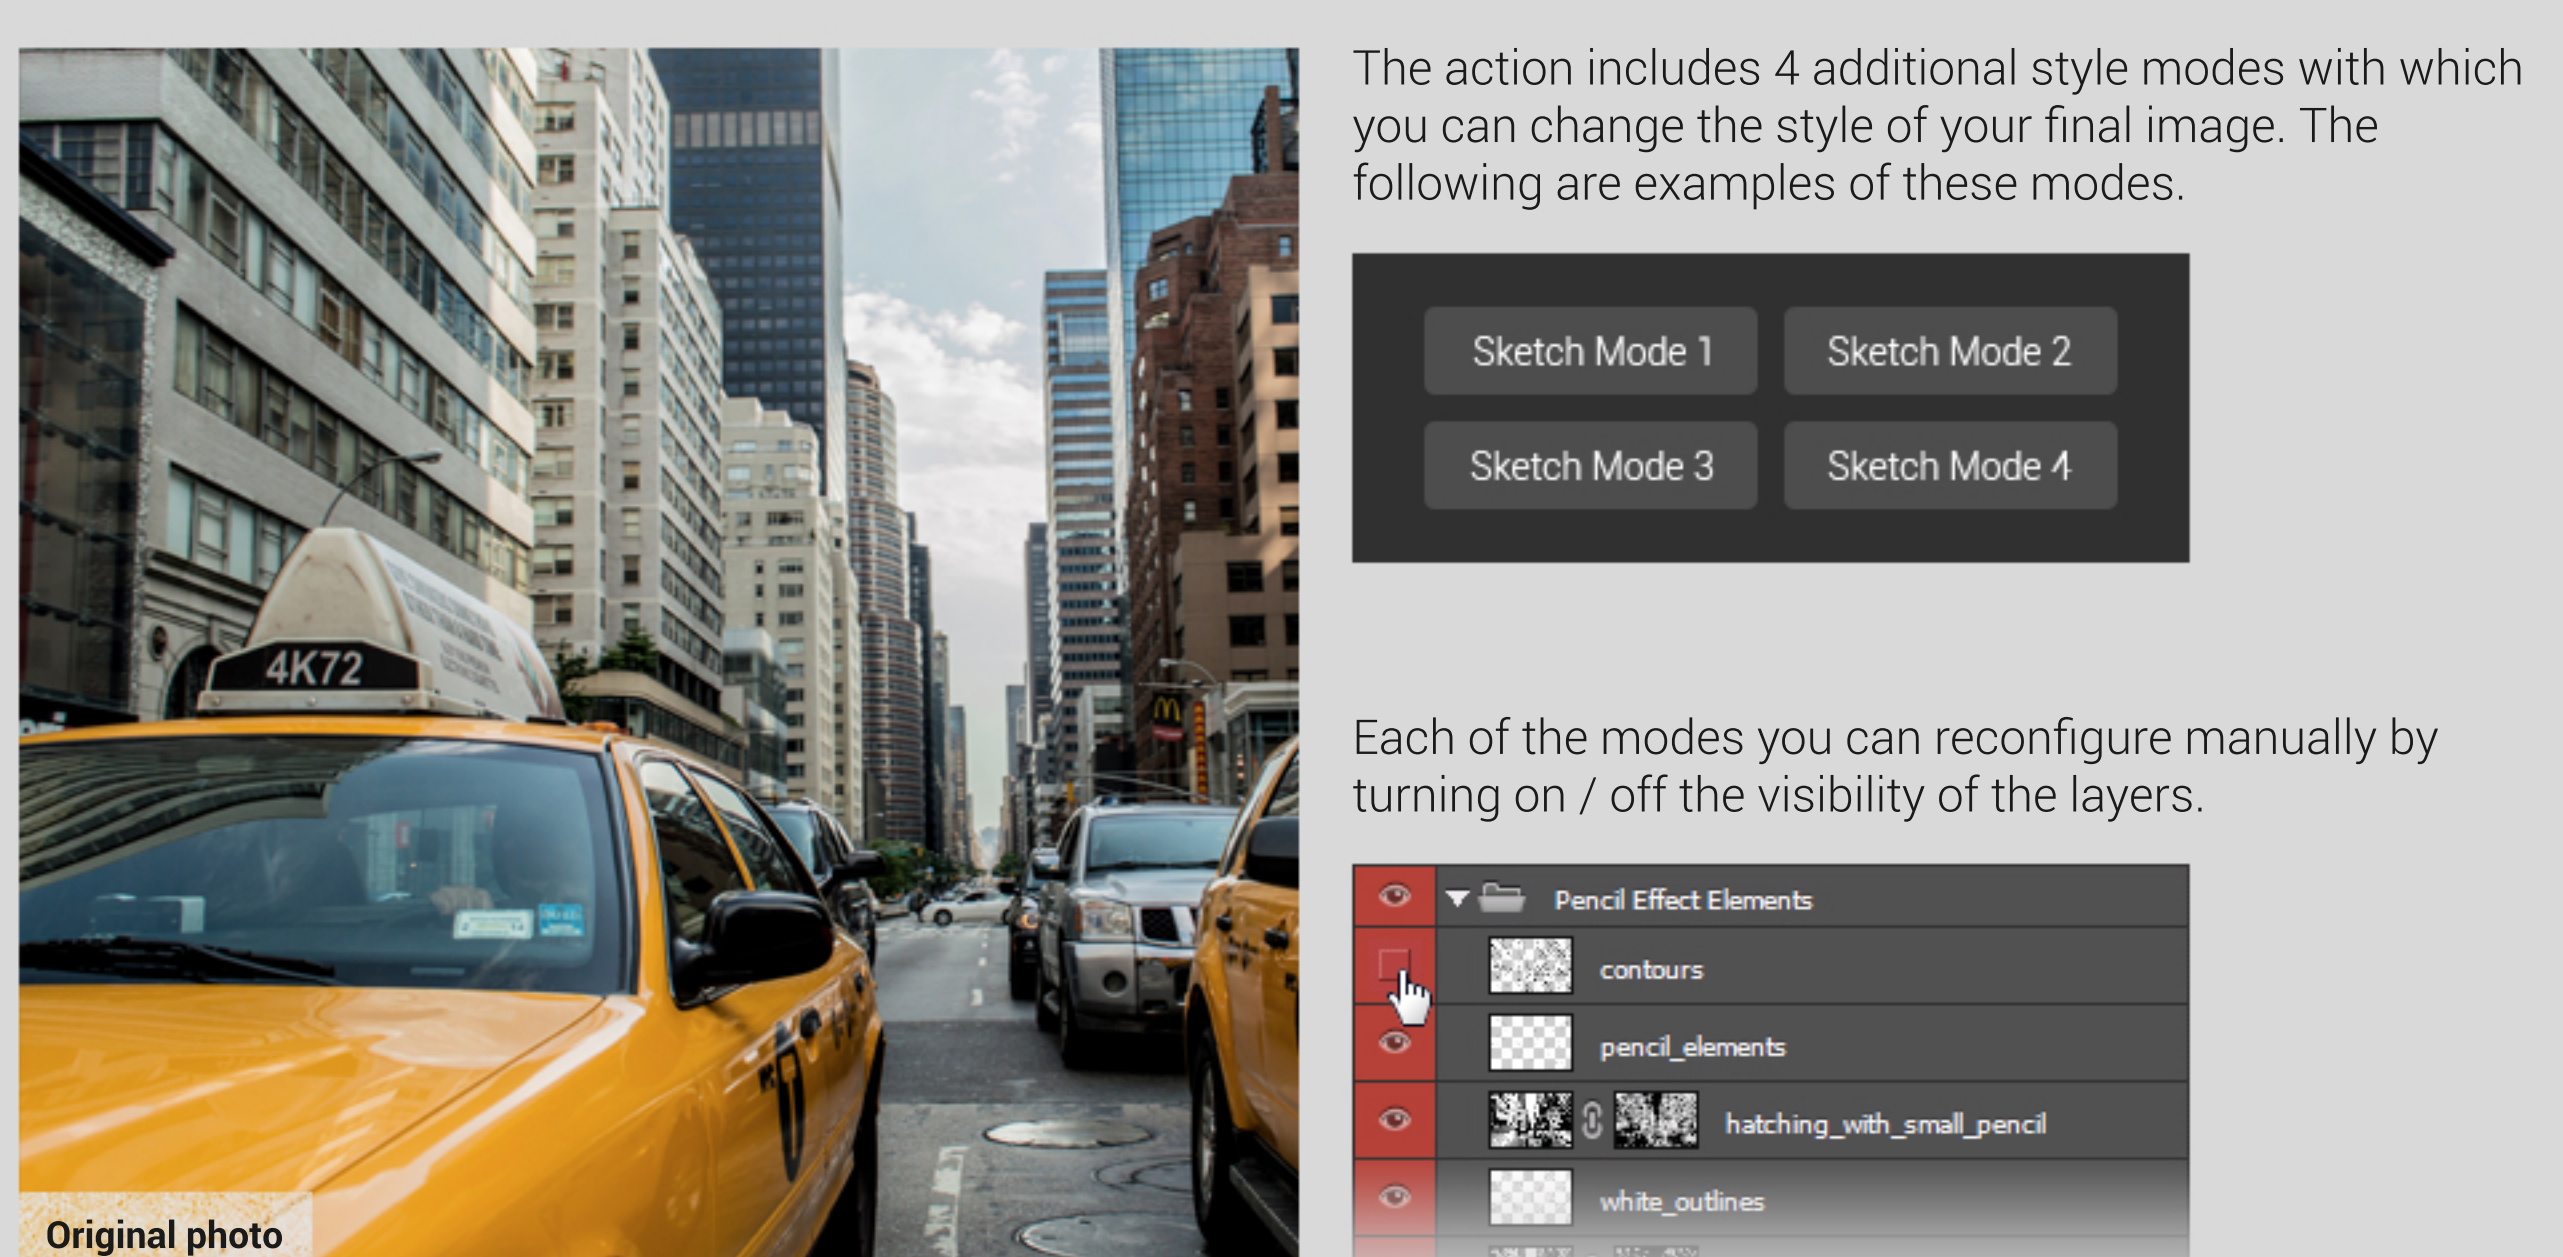 The action includes 4 additional style modes with which
you can change the style of your final image. The
following are examples of these modes.
Sketch Mode 1
Sketch Mode 2
Sketch Mode 3
Sketch Mode 4
4K72
Each of the modes you can reconfigure manually by
turning on / off the visibility of the layers.
Pencil Effect Elements
contours
pencil_elements
hatching_with_small_pencil
white_outlines
Original photo